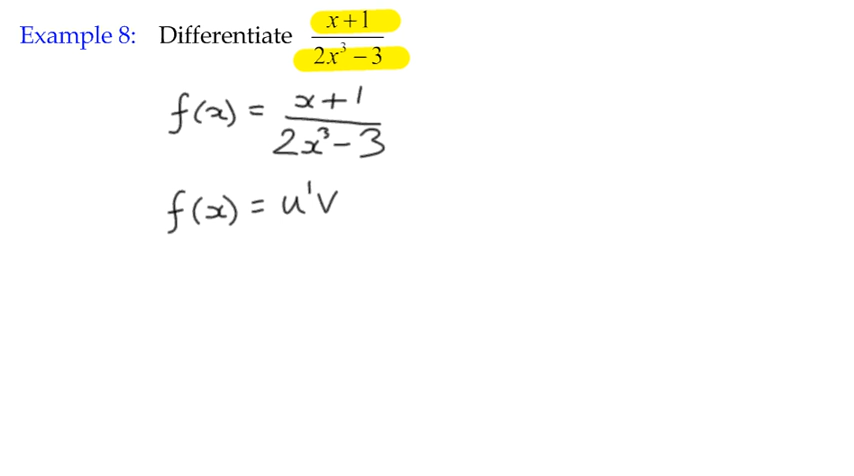 Example 8: Differentiate (x + 1)/(2x³ − 3)
f(x) = (x + 1)/(2x³ − 3)
f(x) = u'v